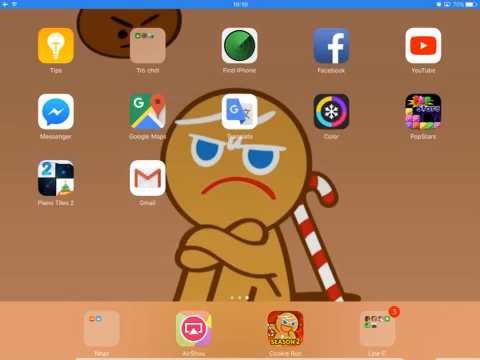 10:10
70%
Tips
Trò chơi
Find iPhone
Facebook
YouTube
Messenger
Google Maps
Translate
Color
PopStars
Piano Tiles 2
Gmail
SEASON 2
3
Nhạc
AirShou
Cookie Run
Line C